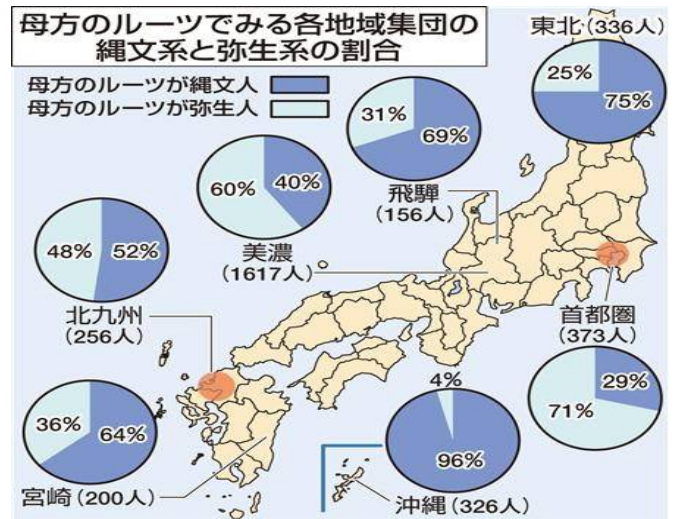 母方のルーツでみる各地域集団の
縄文系と弥生系の割合
母方のルーツが縄文人
母方のルーツが弥生人
東北(336人)
25%
75%
31%
69%
飛騨
(156人)
60%
40%
美濃
(1617人)
48%
52%
北九州
(256人)
首都圏
(373人)
29%
71%
36%
64%
宮崎(200人)
4%
96%
沖縄(326人)